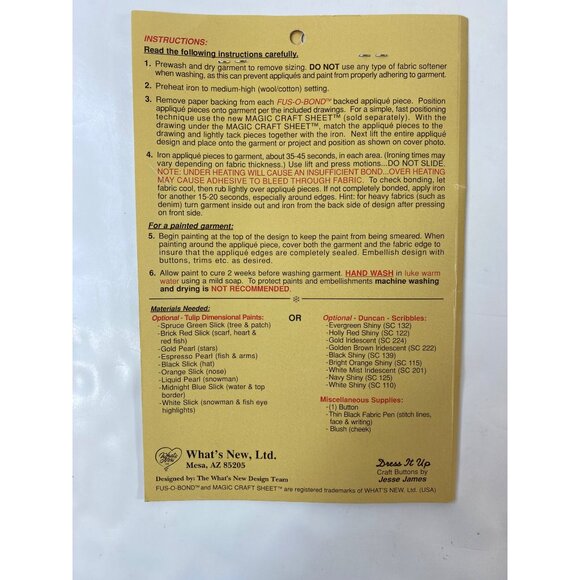 INSTRUCTIONS:
Read the following instructions carefully.
1. Prewash and dry garment to remove sizing. DO NOT use any type of fabric softener
when washing, as this can prevent appliqués and paint from properly adhering to garment.
2. Preheat iron to medium-high (wool/cotton) setting.
3. Remove paper backing from each FUS-O-BOND™ backed appliqué piece. Position
appliqué pieces onto garment per the included drawings. For a simple, fast positioning
technique use the new MAGIC CRAFT SHEET™ (sold separately). With the
drawing under the MAGIC CRAFT SHEET™, match the appliqué pieces to the
drawing and lightly tack pieces together with the iron. Next lift the entire appliqué
design and place onto the garment or project and position as shown on cover photo.
4. Iron appliqué pieces to garment, about 35-45 seconds, in each area. (Ironing times may
vary depending on fabric thickness.) Use lift and press motions...DO NOT SLIDE.
NOTE: UNDER HEATING WILL CAUSE AN INSUFFICIENT BOND...OVER HEATING
MAY CAUSE ADHESIVE TO BLEED THROUGH FABRIC. To check bonding, let
fabric cool, then rub lightly over appliqué pieces. If not completely bonded, apply iron
for another 15-20 seconds, especially around edges. Hint: for heavy fabrics (such as
denim) turn garment inside out and iron from the back side of design after pressing
on front side.
For a painted garment:
5. Begin painting at the top of the design to keep the paint from being smeared. When
painting around the appliqué piece, cover both the garment and the fabric edge to
insure that the appliqué edges are completely sealed. Embellish design with
buttons, trims etc. as desired.
6. Allow paint to cure 2 weeks before washing garment. HAND WASH in luke warm
water using a mild soap. To protect paints and embellishments machine washing
and drying is NOT RECOMMENDED.
Materials Needed:
Optional - Tulip Dimensional Paints:
-Spruce Green Slick (tree & patch)
-Brick Red Slick (scarf, heart &
red fish)
-Gold Pearl (stars)
-Espresso Pearl (fish & arms)
-Black Slick (hat)
-Orange Slick (nose)
-Liquid Pearl (snowman)
-Midnight Blue Slick (water & top
border)
-White Slick (snowman & fish eye
highlights)
OR
Optional - Duncan - Scribbles:
-Evergreen Shiny (SC 132)
-Holly Red Shiny (SC 122)
-Gold Iridescent (SC 224)
-Golden Brown Iridescent (SC 222)
-Black Shiny (SC 139)
-Bright Orange Shiny (SC 115)
-White Mist Iridescent (SC 201)
-Navy Shiny (SC 125)
-White Shiny (SC 110)
Miscellaneous Supplies:
-(1) Button
-Thin Black Fabric Pen (stitch lines,
face & writing)
-Blush (cheek)
What's New
What's New, Ltd.
Mesa, AZ 85205
Designed by: The What's New Design Team
Dress It Up
Craft Buttons by
Jesse James
FUS-O-BOND™ and MAGIC CRAFT SHEET™ are registered trademarks of WHAT'S NEW, Ltd. (USA)